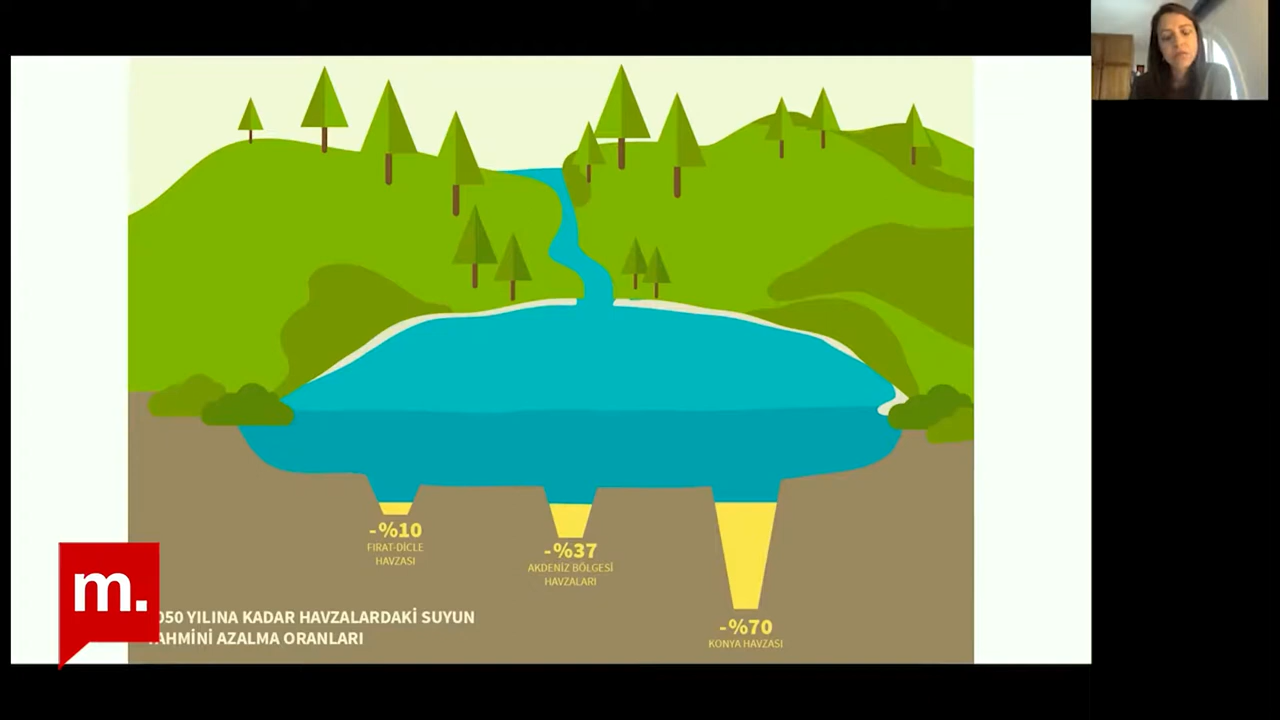 -%10
FIRAT-DİCLE
HAVZASI
-%37
AKDENİZ BÖLGESİ
HAVZALARI
-%70
KONYA HAVZASI
050 YILINA KADAR HAVZALARDAKİ SUYUN
AHMİNİ AZALMA ORANLARI
m.